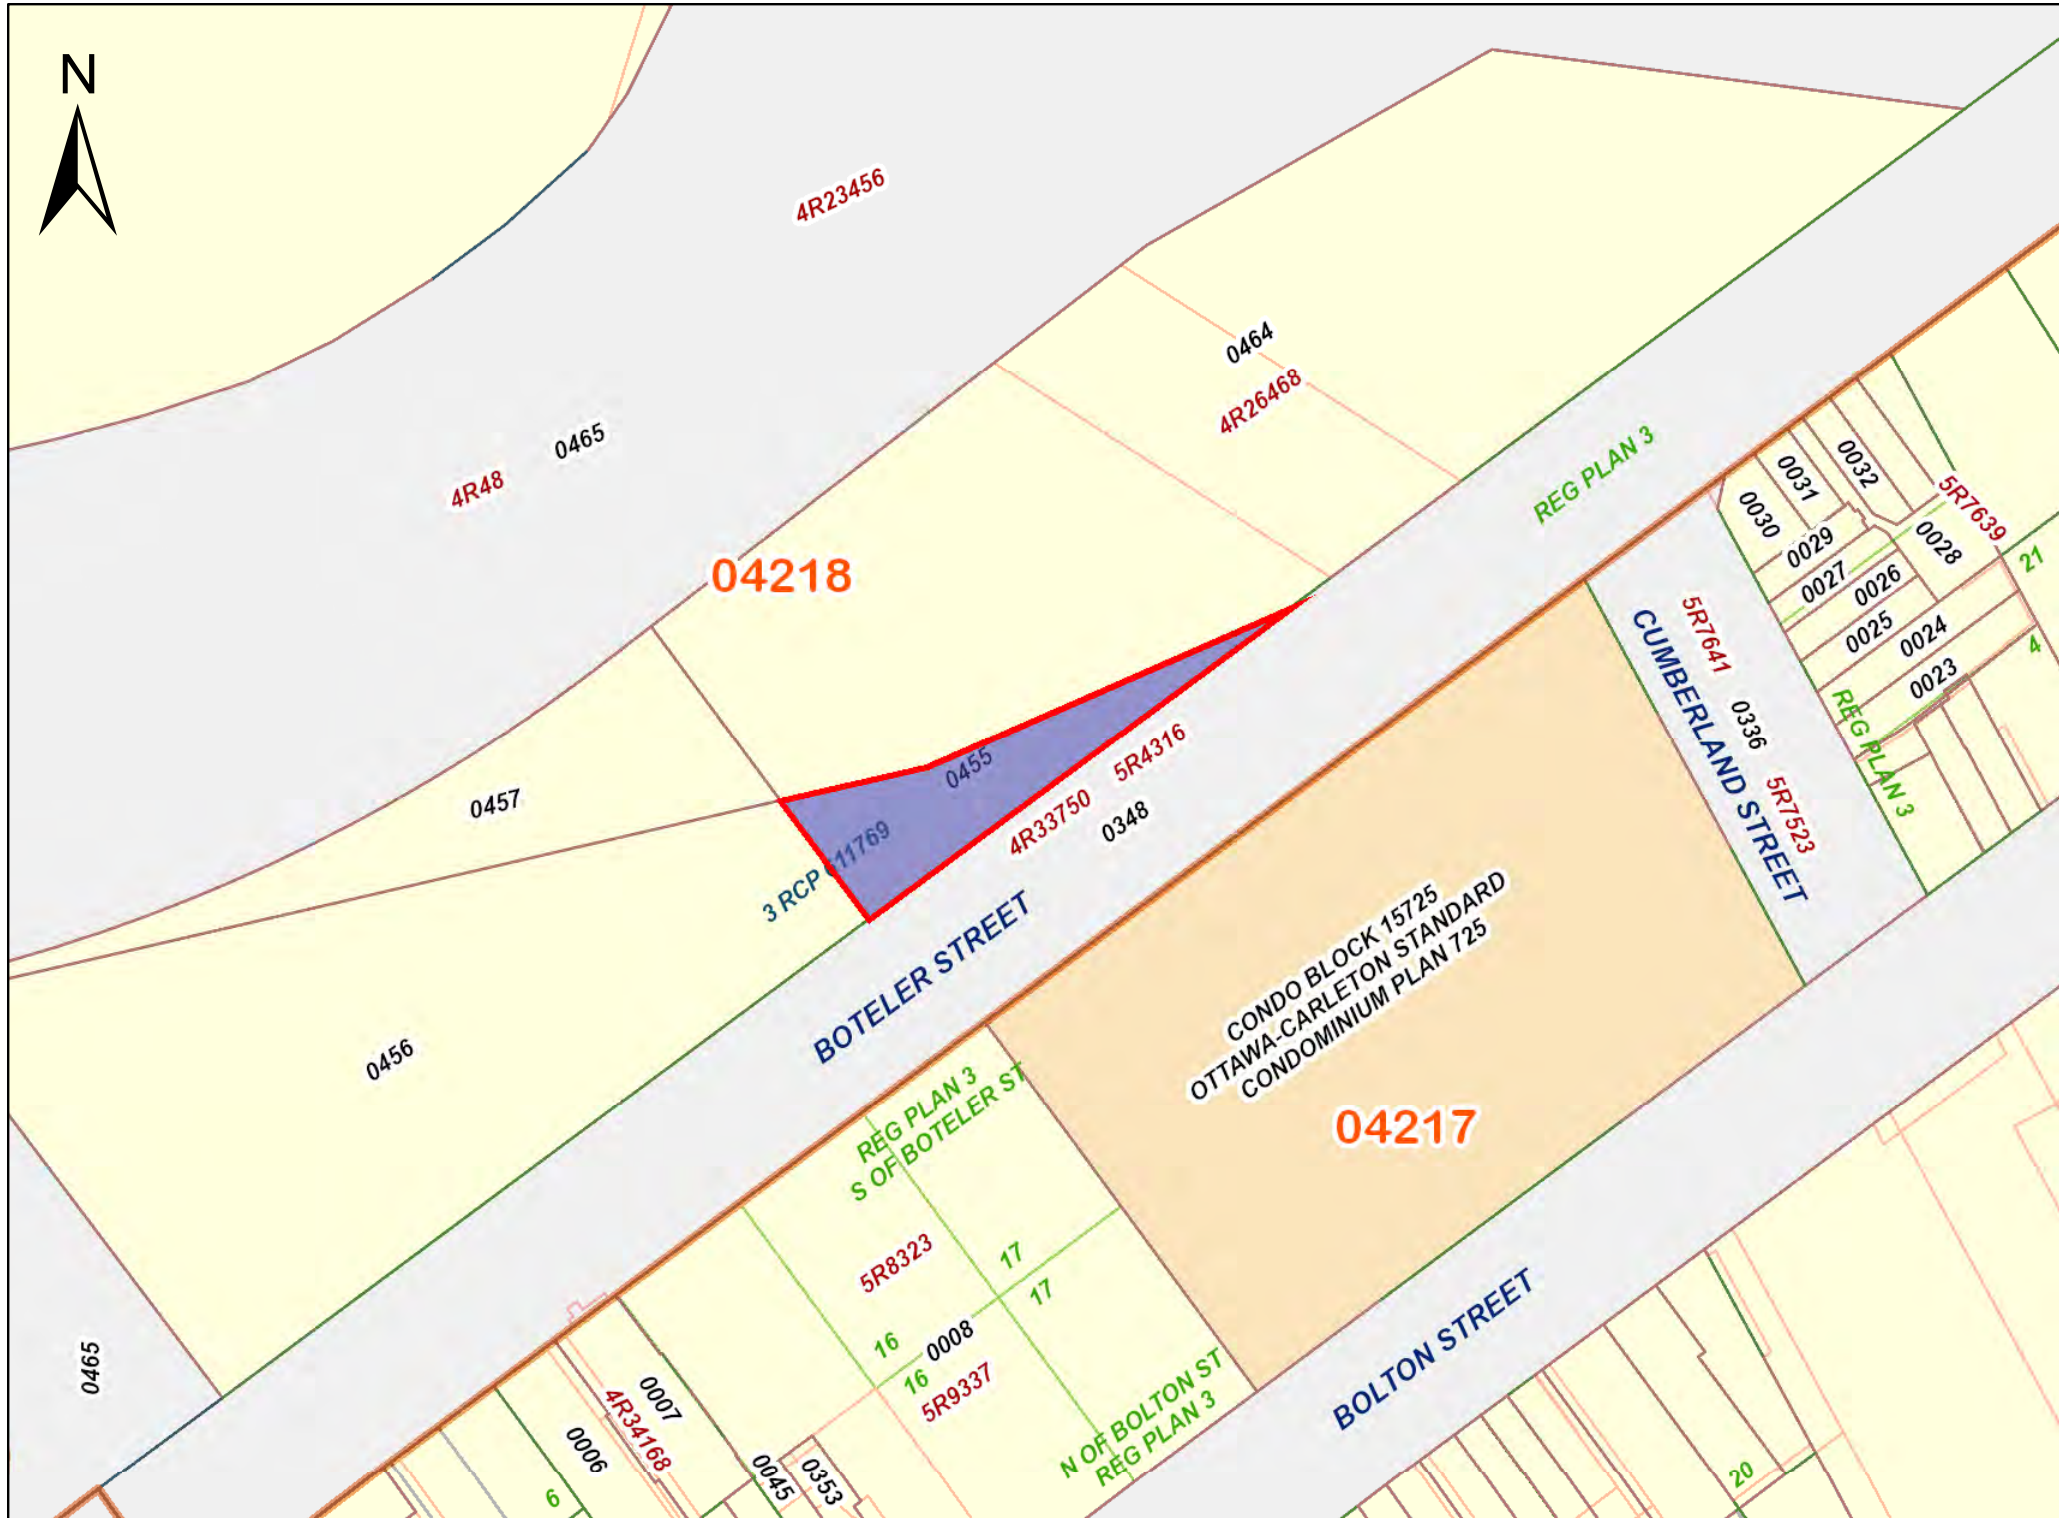 N
4R23456
0464
4R26468
0465
4R48
REG PLAN 3
0032
0031
0030
5R7639
0029
0028
21
0027
0026
0025
0024
4
0023
04218
5R7641
CUMBERLAND STREET
0336
REG PLAN 3
5R7523
0455
5R4316
0457
4R33750
0348
3 RCP 611769
BOTELER STREET
CONDO BLOCK 15725
OTTAWA-CARLETON STANDARD
CONDOMINIUM PLAN 725
0456
04217
REG PLAN 3
S OF BOTELER ST
5R8323
17
17
16
0008
16
5R9337
N OF BOLTON ST
REG PLAN 3
BOLTON STREET
0465
0007
4R34168
0006
0045
0353
6
20